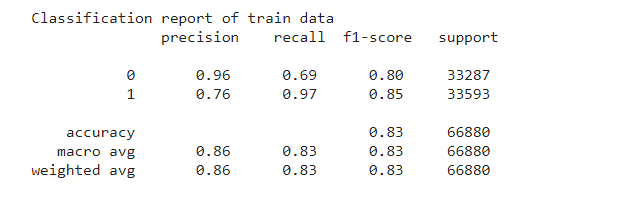 Classification report of train data
precision recall f1-score support
0 0.96 0.69 0.80 33287
1 0.76 0.97 0.85 33593
accuracy 0.83 66880
macro avg 0.86 0.83 0.83 66880
weighted avg 0.86 0.83 0.83 66880